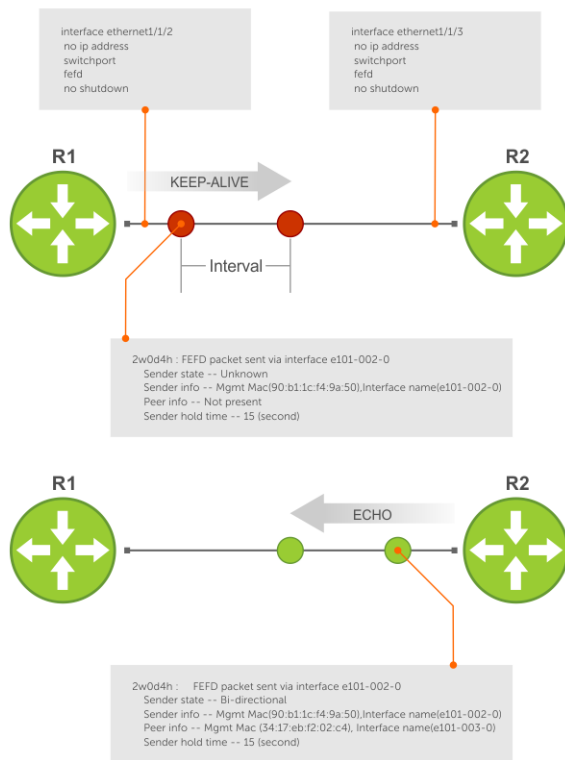 interface ethernet1/1/2
no ip address
switchport
fefd
no shutdown
interface ethernet1/1/3
no ip address
switchport
fefd
no shutdown
R1
R2
KEEP-ALIVE
Interval
2w0d4h : FEFD packet sent via interface e101-002-0
Sender state -- Unknown
Sender info -- Mgmt Mac(90:b1:1c:f4:9a:50),Interface name(e101-002-0)
Peer info -- Not present
Sender hold time -- 15 (second)
R1
R2
ECHO
2w0d4h : FEFD packet sent via interface e101-002-0
Sender state -- Bi-directional
Sender info -- Mgmt Mac(90:b1:1c:f4:9a:50),Interface name(e101-002-0)
Peer info -- Mgmt Mac (34:17:eb:f2:02:c4), Interface name(e101-003-0)
Sender hold time -- 15 (second)